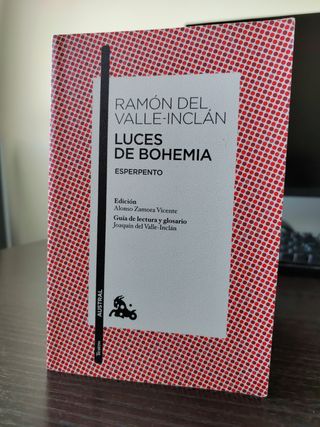 RAMÓN DEL
VALLE-INCLÁN
LUCES
DE BOHEMIA
ESPERPENTO
Edición
Alonso Zamora Vicente
Guía de lectura y glosario
Joaquín del Valle-Inclán
AUSTRAL